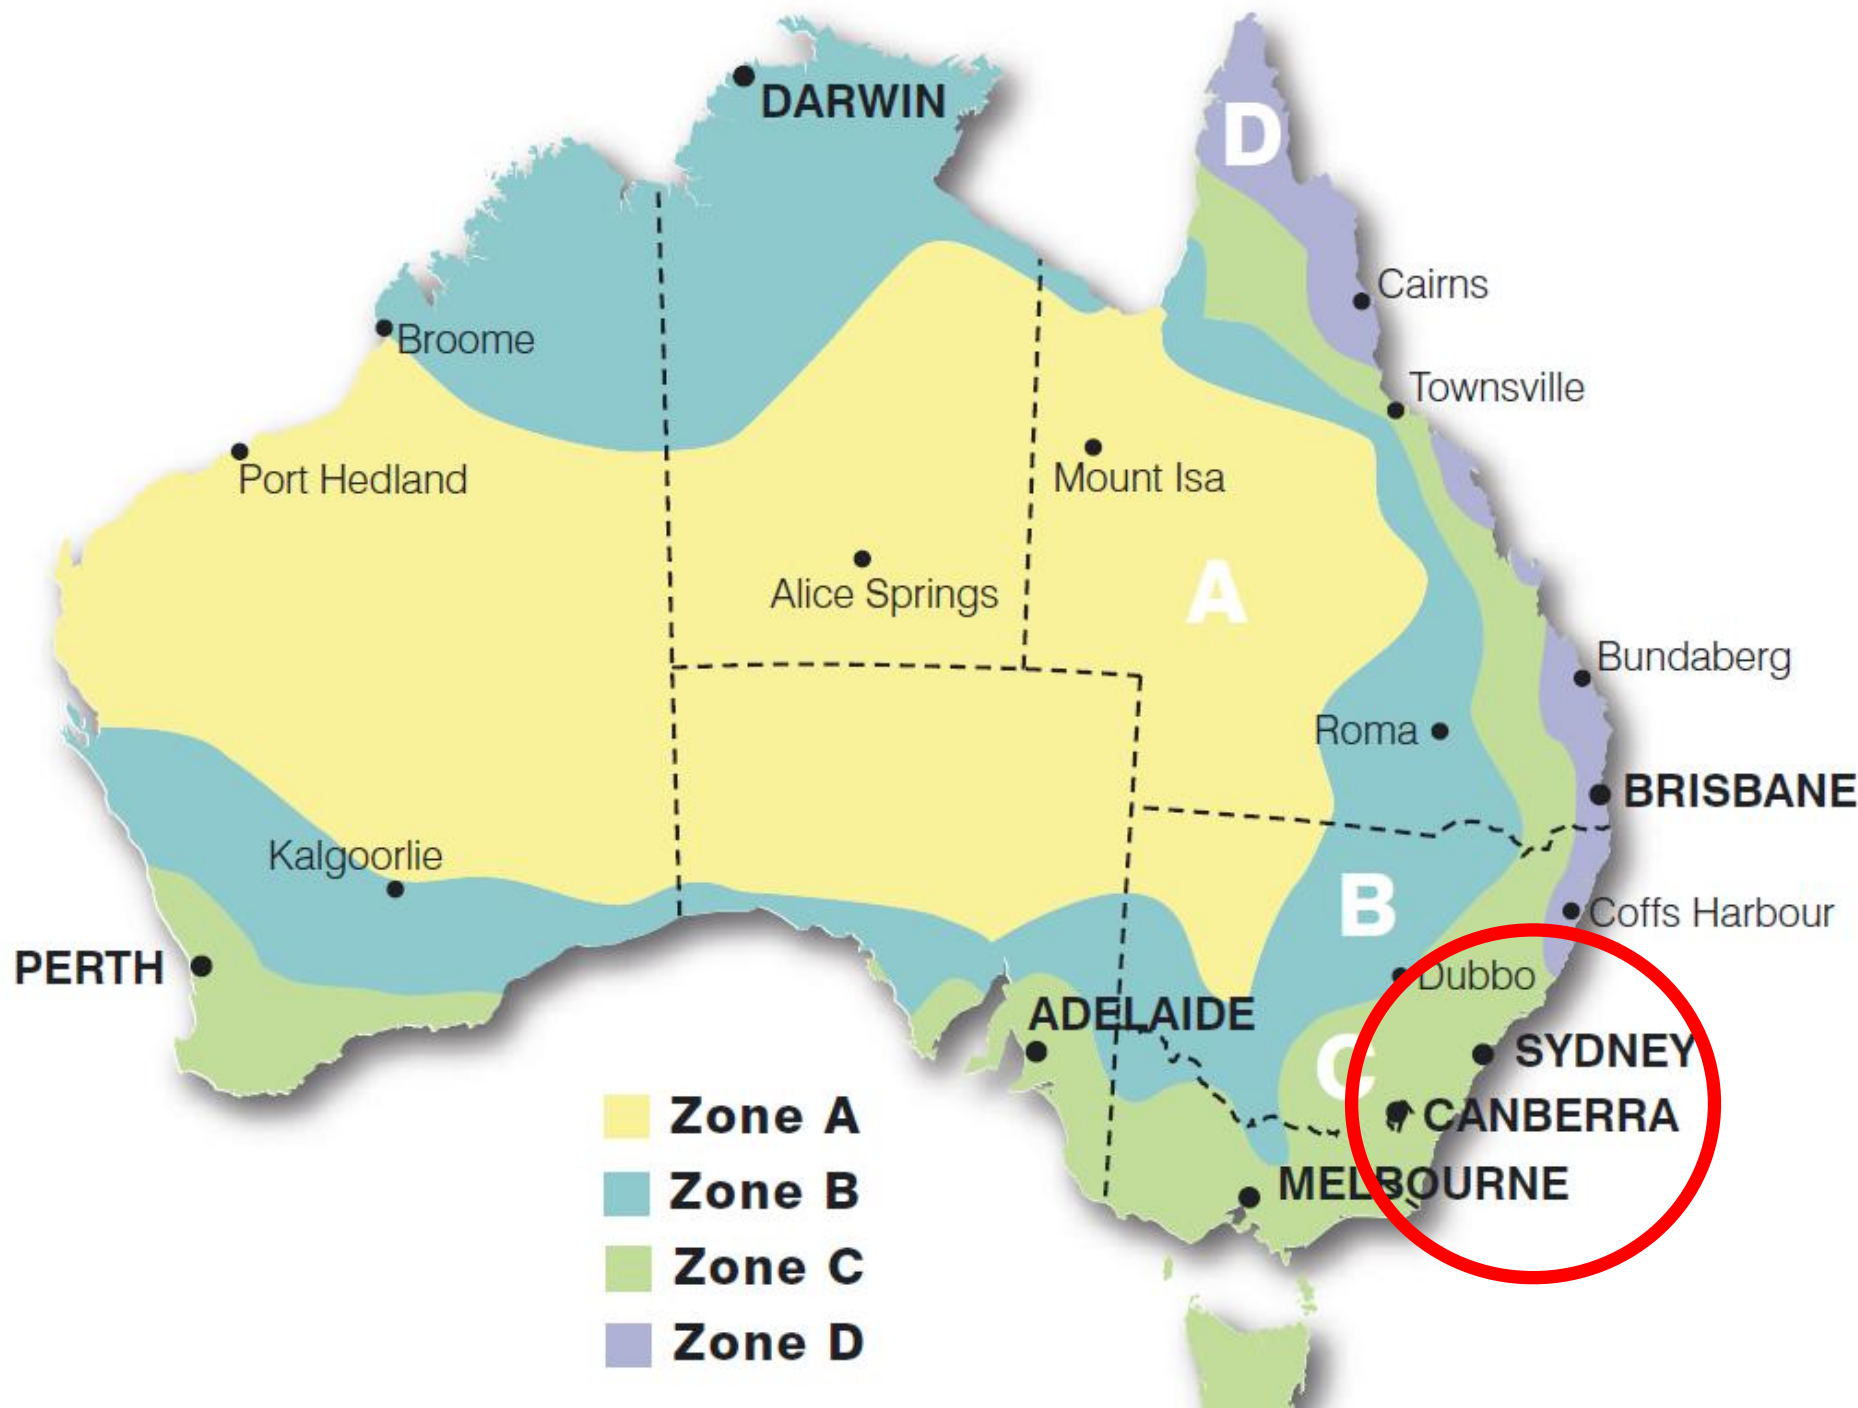 DARWIN
D
Cairns
Broome
Townsville
Port Hedland
Mount Isa
Alice Springs
A
Bundaberg
Roma
BRISBANE
Kalgoorlie
B
Coffs Harbour
PERTH
Dubbo
ADELAIDE
SYDNEY
C
CANBERRA
MELBOURNE
Zone A
Zone B
Zone C
Zone D